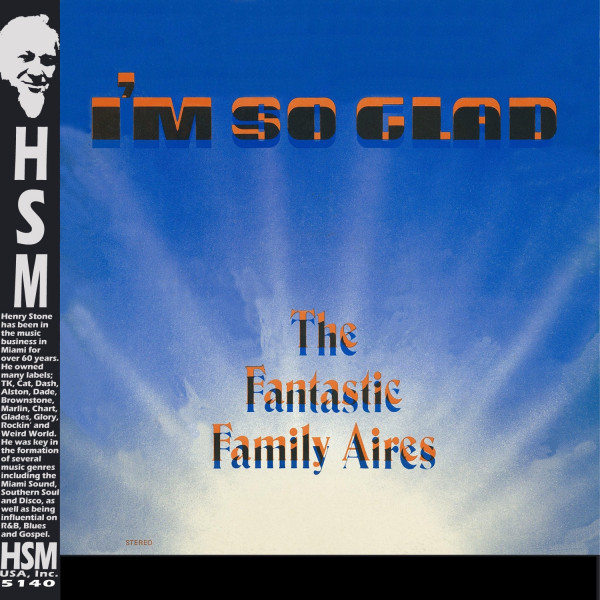 H
S
M
Henry Stone
has been in
the music
business in
Miami for
over 60 years.
He owned
many labels;
TK, Cat, Dash,
Alston, Dade,
Brownstone,
Marlin, Chart,
Glades, Glory,
Rockin' and
Weird World.
He was key in
the formation
of several
music genres
including the
Miami Sound,
Southern Soul
and Disco, as
well as being
influential on
R&B, Blues
and Gospel.
HSM
USA, Inc.
5140
I'M SO GLAD
The
Fantastic
Family Aires
STEREO